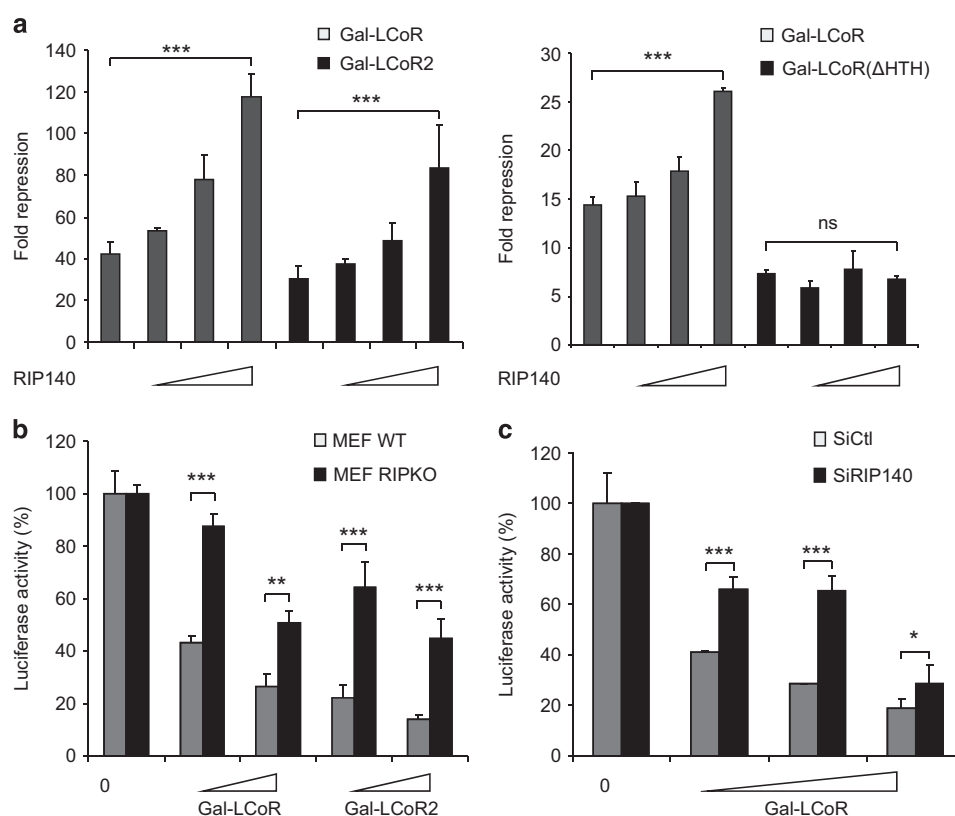 a
Gal-LCoR
Gal-LCoR2
***
***
Fold repression
140
120
100
80
60
40
20
0
RIP140
Gal-LCoR
Gal-LCoR(ΔHTH)
***
ns
Fold repression
30
25
20
15
10
5
0
RIP140
b
MEF WT
MEF RIPKO
***
**
***
***
Luciferase activity (%)
120
100
80
60
40
20
0
0
Gal-LCoR
Gal-LCoR2
c
SiCtl
SiRIP140
***
***
*
Luciferase activity (%)
120
100
80
60
40
20
0
0
Gal-LCoR